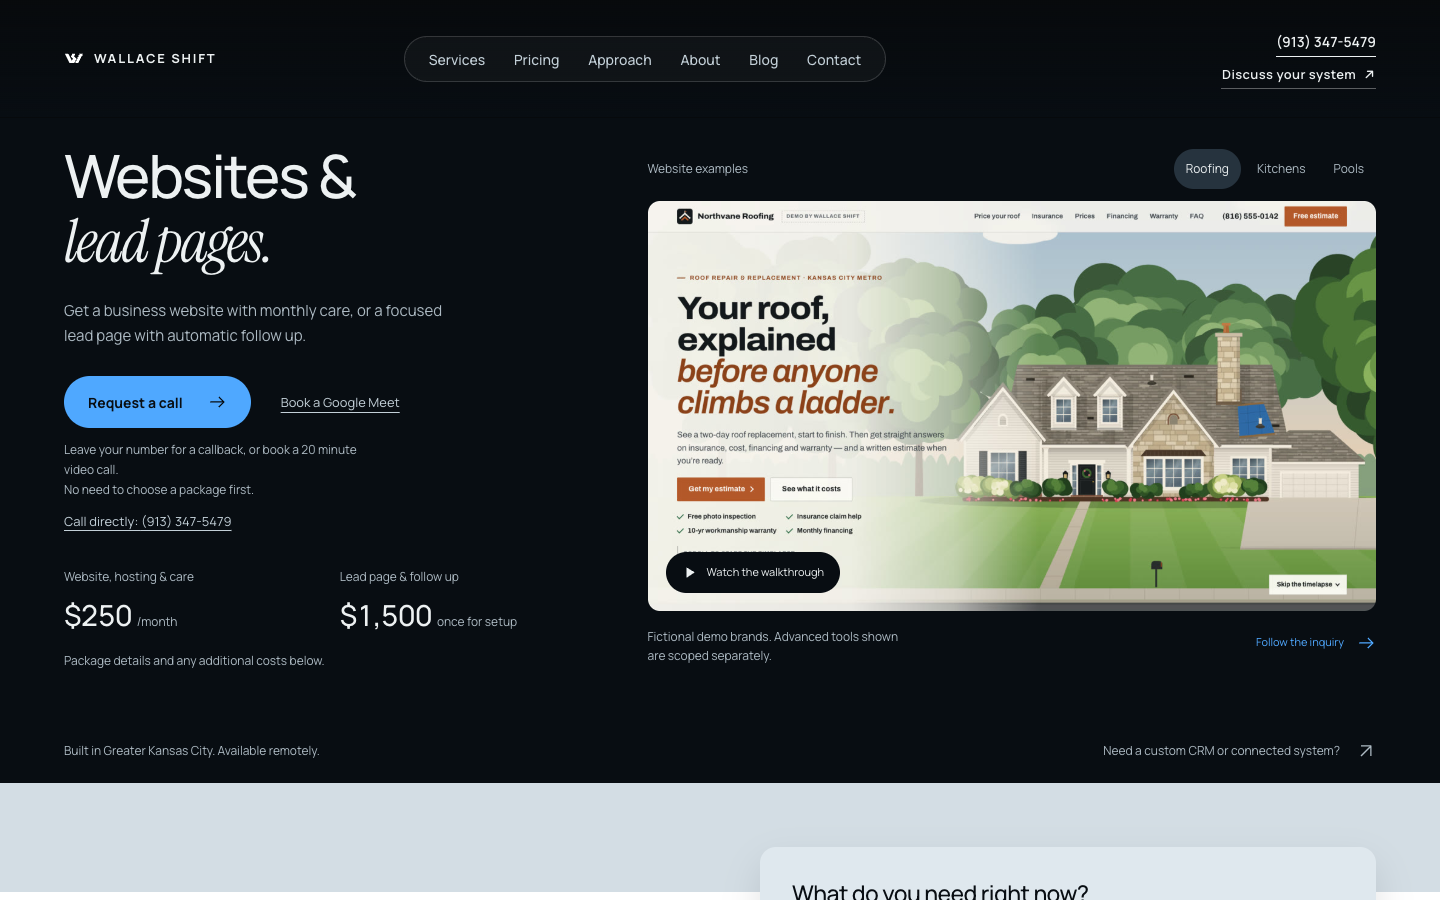 WALLACE SHIFT
Services
Pricing
Approach
About
Blog
Contact
(913) 347-5479
Discuss your system
Websites &
lead pages.
Get a business website with monthly care, or a focused
lead page with automatic follow up.
Request a call
Book a Google Meet
Leave your number for a callback, or book a 20 minute
video call.
No need to choose a package first.
Call directly: (913) 347-5479
Website, hosting & care
$250 /month
Lead page & follow up
$1,500 once for setup
Package details and any additional costs below.
Website examples
Roofing
Kitchens
Pools
Northvane Roofing
DEMO BY WALLACE SHIFT
Price your roof
Insurance
Prices
Financing
Warranty
FAQ
(816) 555-0142
Free estimate
ROOF REPAIR & REPLACEMENT · KANSAS CITY METRO
Your roof,
explained
before anyone
climbs a ladder.
See a two-day roof replacement, start to finish. Then get straight answers
on insurance, cost, financing and warranty — and a written estimate when
you're ready.
Get my estimate
See what it costs
Free photo inspection
Insurance claim help
10-yr workmanship warranty
Monthly financing
Watch the walkthrough
Skip the timelapse
Fictional demo brands. Advanced tools shown
are scoped separately.
Follow the inquiry
Built in Greater Kansas City. Available remotely.
Need a custom CRM or connected system?
What do you need right now?